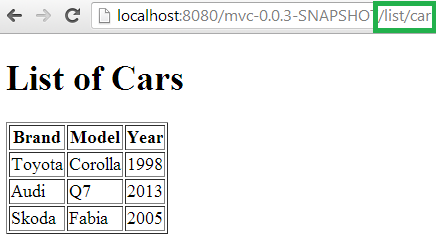 localhost:8080/mvc-0.0.3-SNAPSHOT/list/car
List of Cars
Brand Model Year
Toyota Corolla 1998
Audi Q7 2013
Skoda Fabia 2005